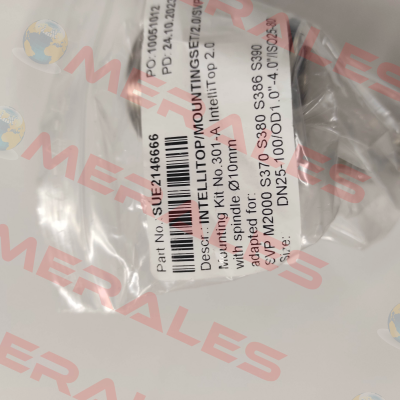 PO: 10051012
PD: 24.10.202
Part No.: SUE2146666
Descr.: INTELLITOP/MOUNTINGSET/2.0/SVP
Mounting Kit No.301-A IntelliTop 2.0
with spindle Ø10mm
adapted for:
SVP M2000 S370 S380 S386 S390
Size: DN25-100/OD1.0"-4.0"/ISO25-80
MERALES
MERALES
MERALES